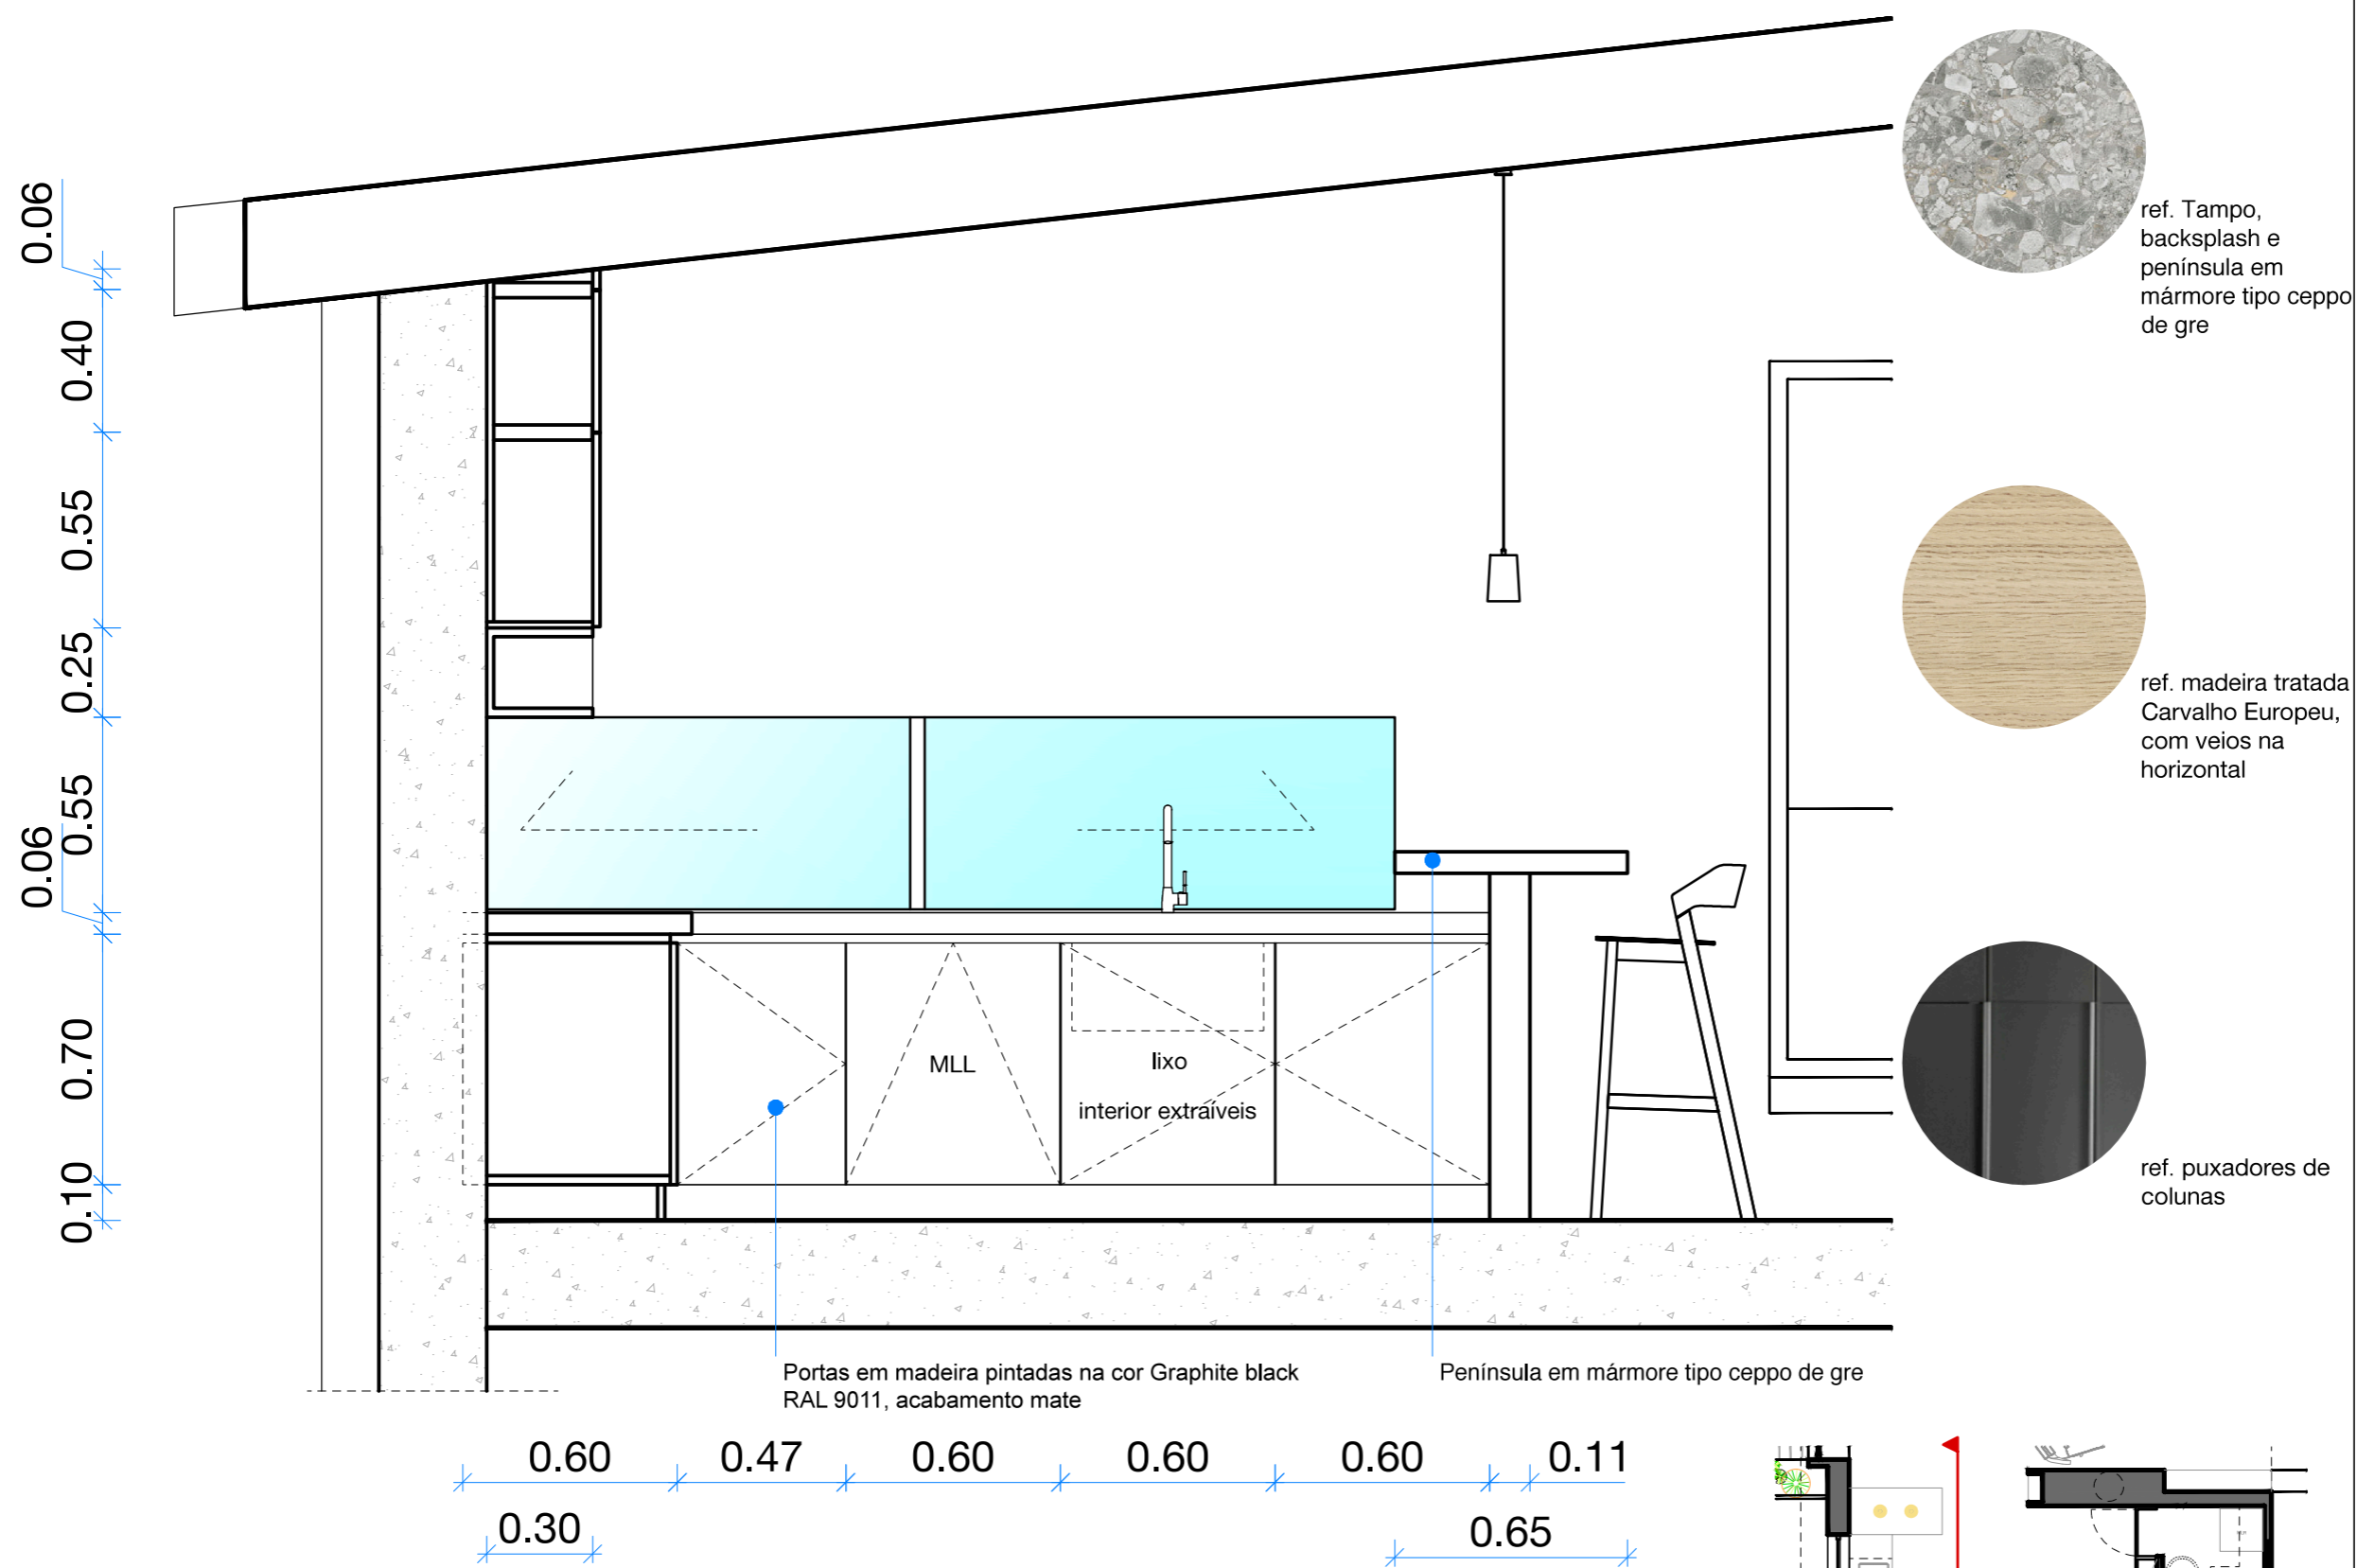 0.06
0.40
0.55
0.25
0.55
0.06
0.70
0.10
ref. Tampo,
backsplash e
península em
mármore tipo ceppo
de gre
ref. madeira tratada
Carvalho Europeu,
com veios na
horizontal
ref. puxadores de
colunas
MLL
lixo
interior extraíveis
Portas em madeira pintadas na cor Graphite black
RAL 9011, acabamento mate
Península em mármore tipo ceppo de gre
0.60 0.47 0.60 0.60 0.60 0.11
0.30 0.65